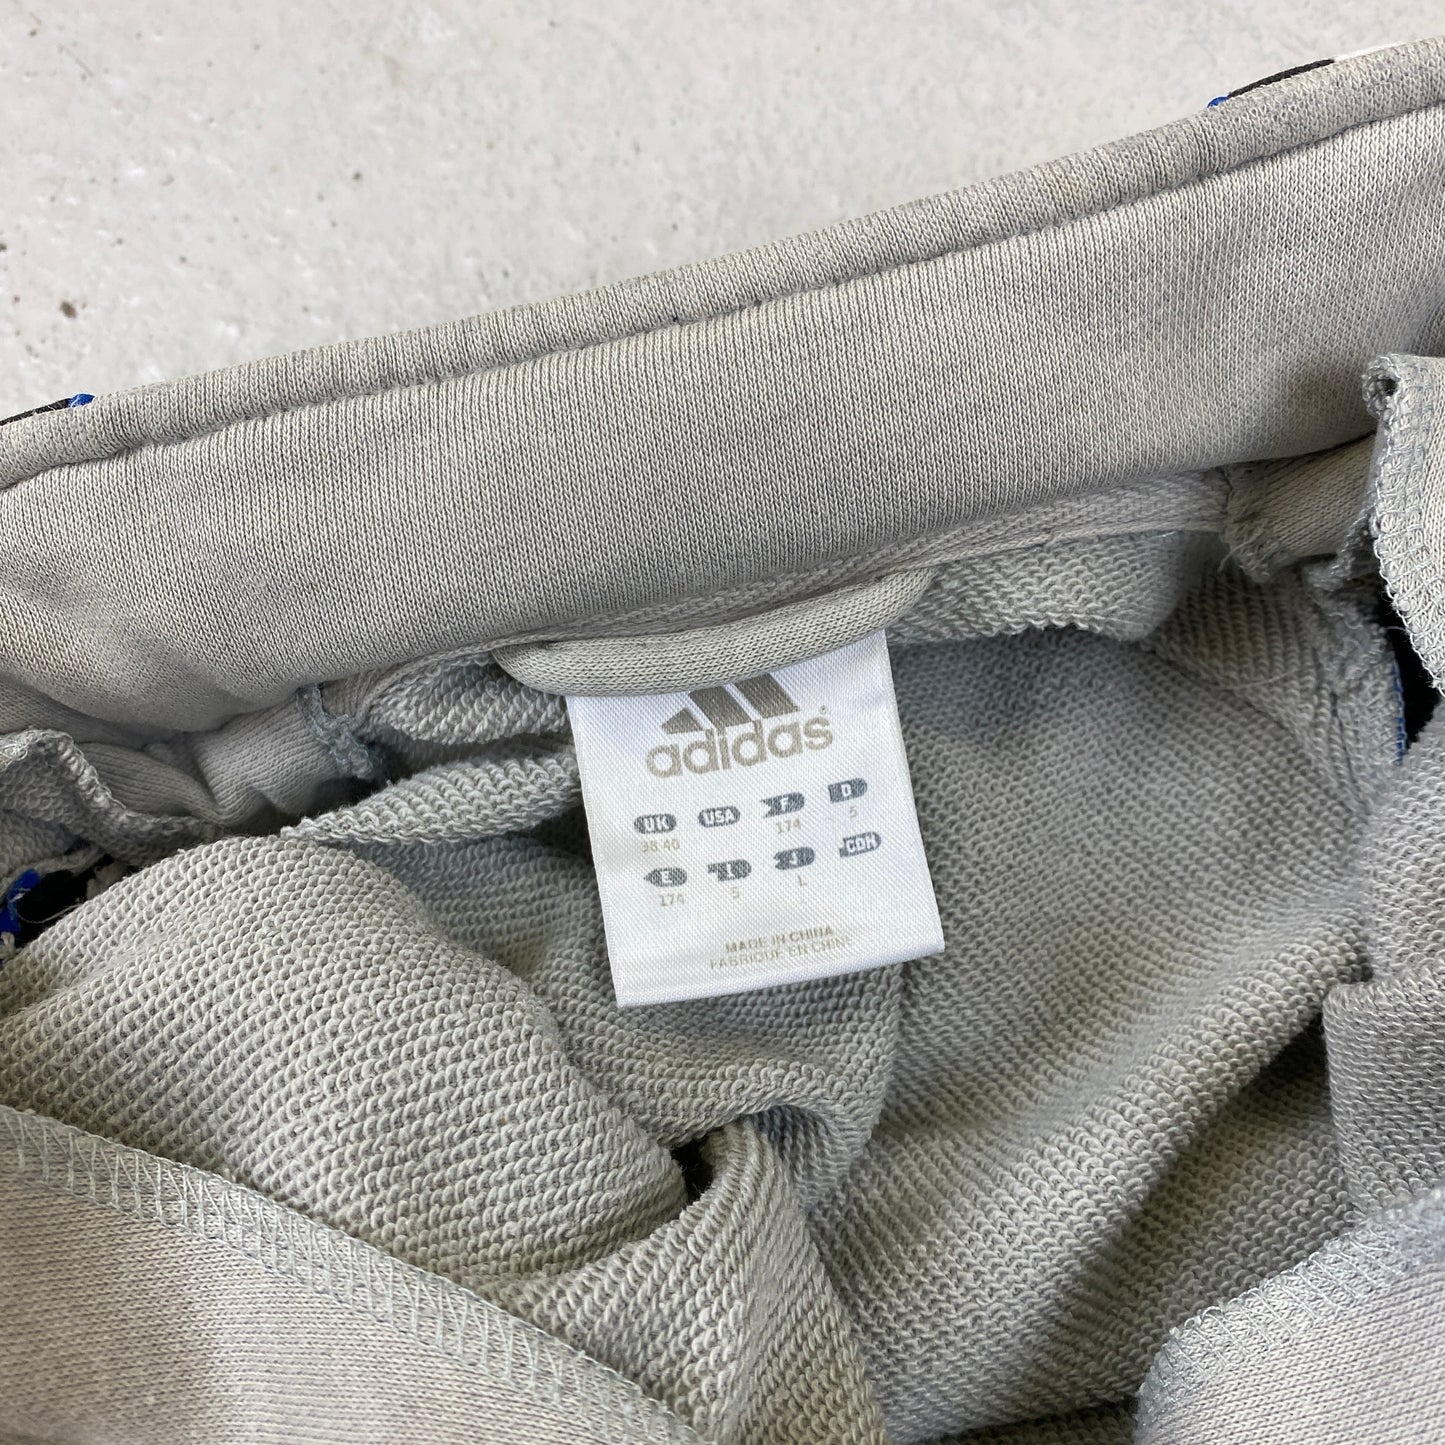 adidas®
UK USA F D
38 40 174 5
E I J CDN
174 5 L
MADE IN CHINA
FABRIQUE EN CHINE